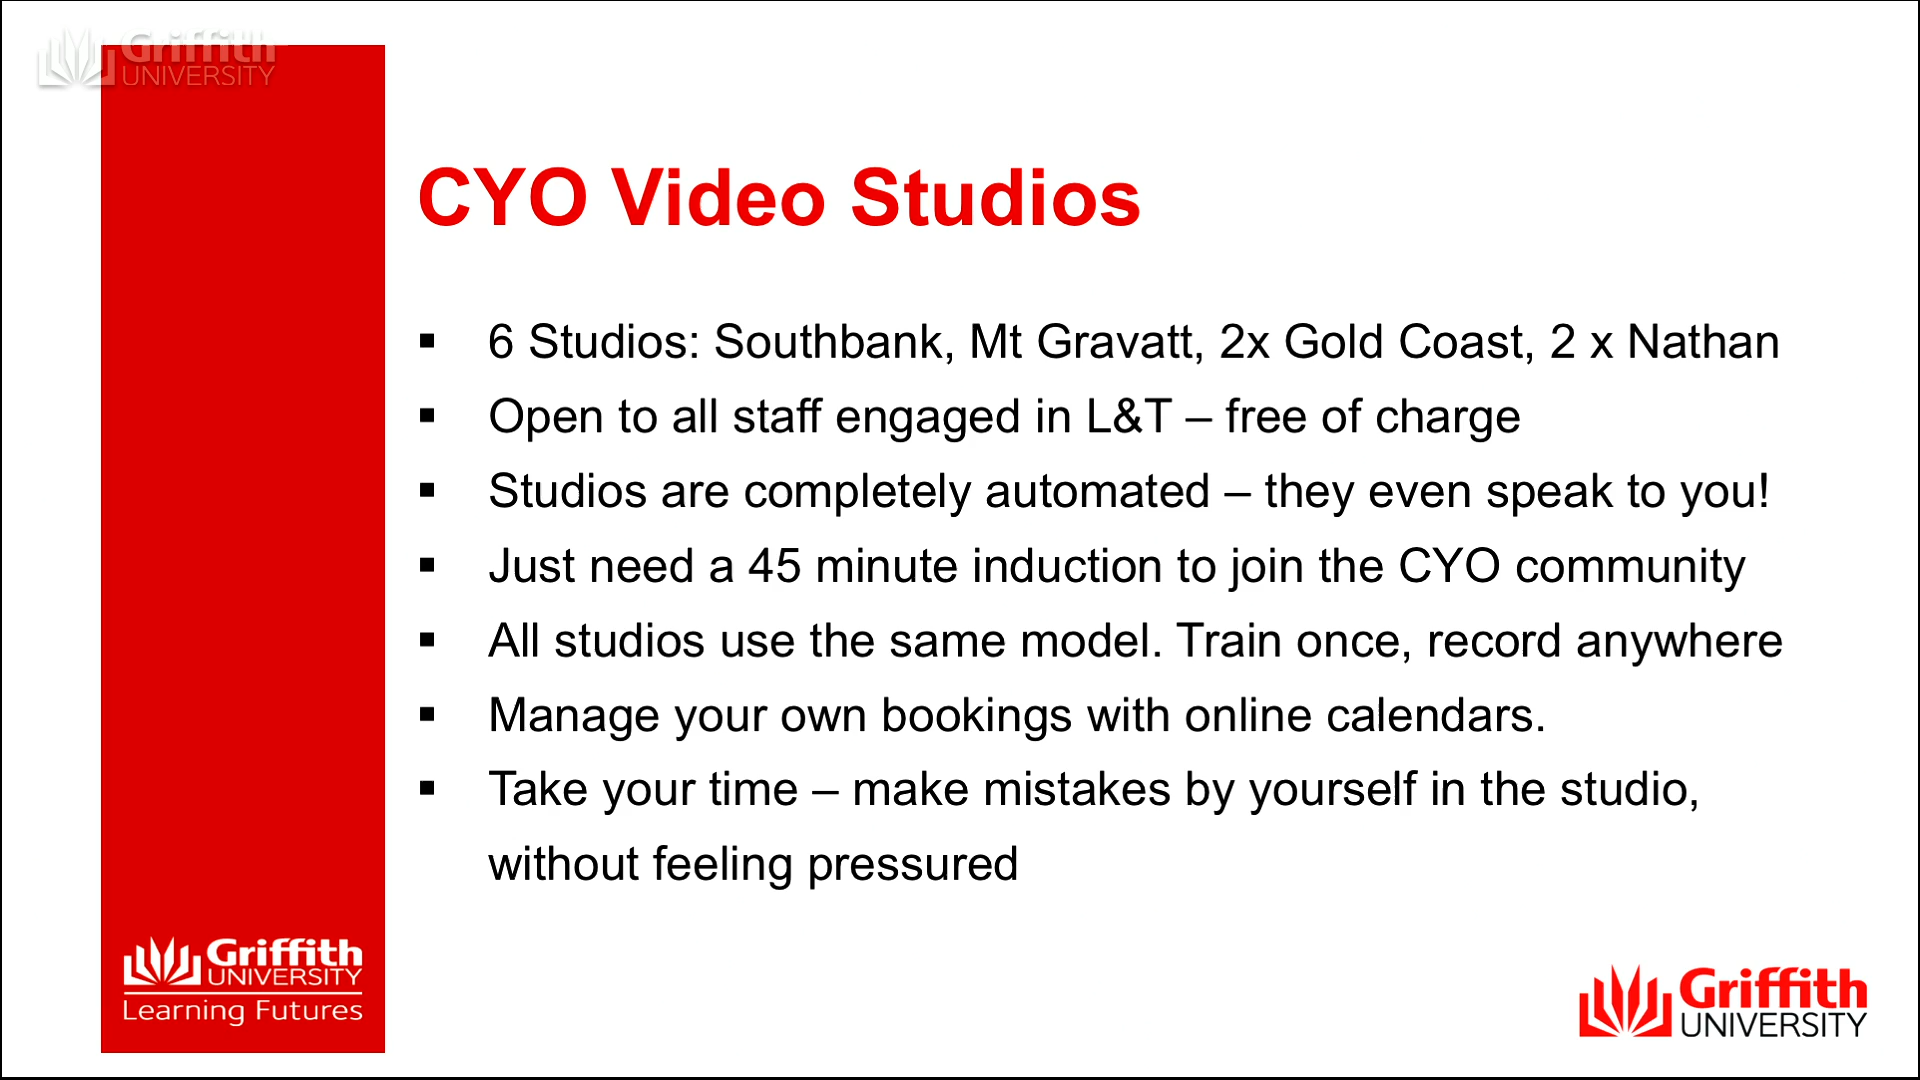 Griffith
UNIVERSITY
CYO Video Studios
▪ 6 Studios: Southbank, Mt Gravatt, 2x Gold Coast, 2 x Nathan
▪ Open to all staff engaged in L&T – free of charge
▪ Studios are completely automated – they even speak to you!
▪ Just need a 45 minute induction to join the CYO community
▪ All studios use the same model. Train once, record anywhere
▪ Manage your own bookings with online calendars.
▪ Take your time – make mistakes by yourself in the studio,
without feeling pressured
Griffith
UNIVERSITY
Learning Futures
Griffith
UNIVERSITY